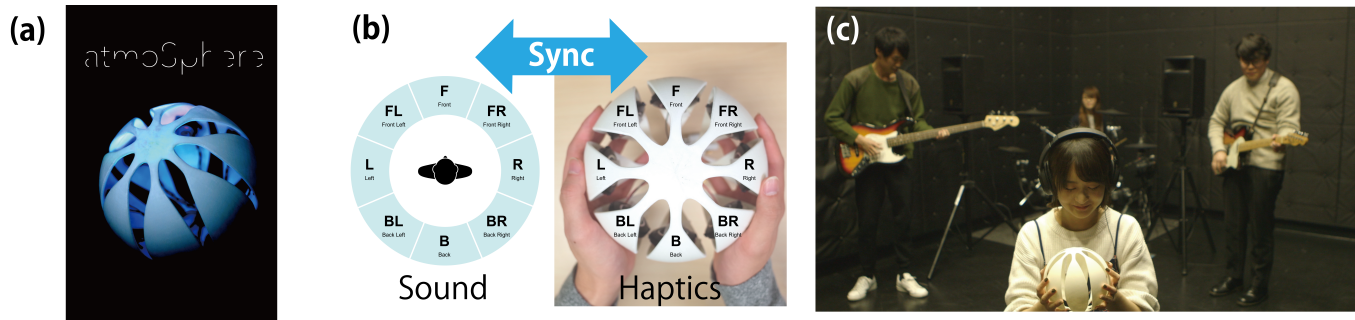 (a)
atmoSphere
(b)
Sync
F
Front
FL
Front Left
FR
Front Right
L
Left
R
Right
BL
Back Left
BR
Back Right
B
Back
Sound
F
Front
FL
Front Left
FR
Front Right
L
Left
R
Right
BL
Back Left
BR
Back Right
B
Back
Haptics
(c)